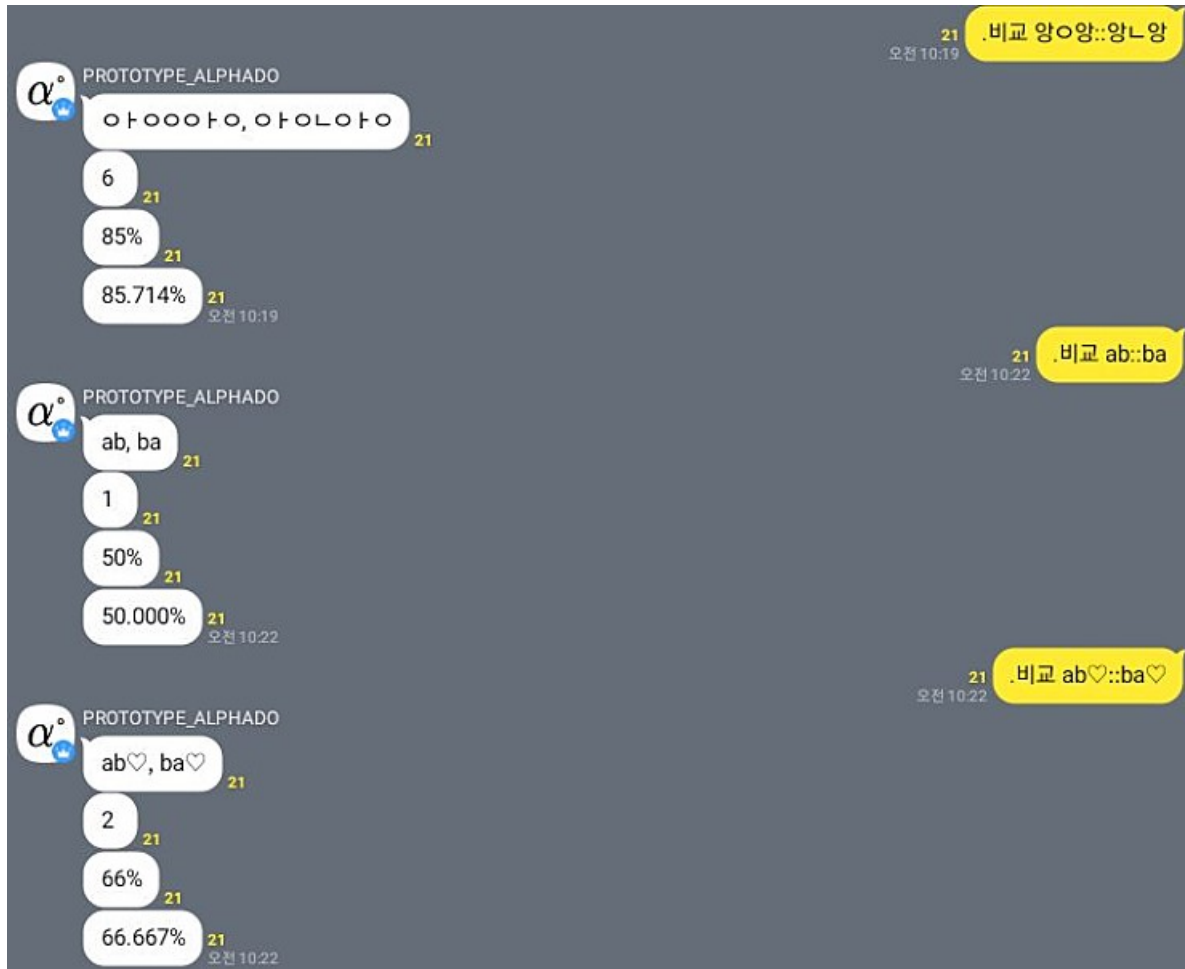 .비교 앙ㅇ앙::앙ㄴ앙
21
오전 10:19
α°
PROTOTYPE_ALPHADO
ㅇㅏㅇㅇㅇㅏㅇ, ㅇㅏㅇㄴㅇㅏㅇ
21
6
21
85%
21
85.714%
21
오전 10:19
.비교 ab::ba
21
오전 10:22
α°
PROTOTYPE_ALPHADO
ab, ba
21
1
21
50%
21
50.000%
21
오전 10:22
.비교 ab♡::ba♡
21
오전 10:22
α°
PROTOTYPE_ALPHADO
ab♡, ba♡
21
2
21
66%
21
66.667%
21
오전 10:22